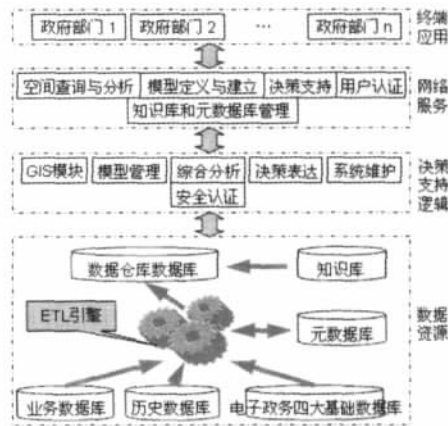 政府部门 1 政府部门 2 … 政府部门 n
终端
应用
空间查询与分析 模型定义与建立 决策支持 用户认证
知识库和元数据库管理
网络
服务
GIS模块 模型管理 综合分析 决策表达 系统维护
安全认证
决策
支持
逻辑
数据仓库数据库 知识库
ETL引擎
元数据库
数据
资源
业务数据库 历史数据库 电子政务四大基础数据库